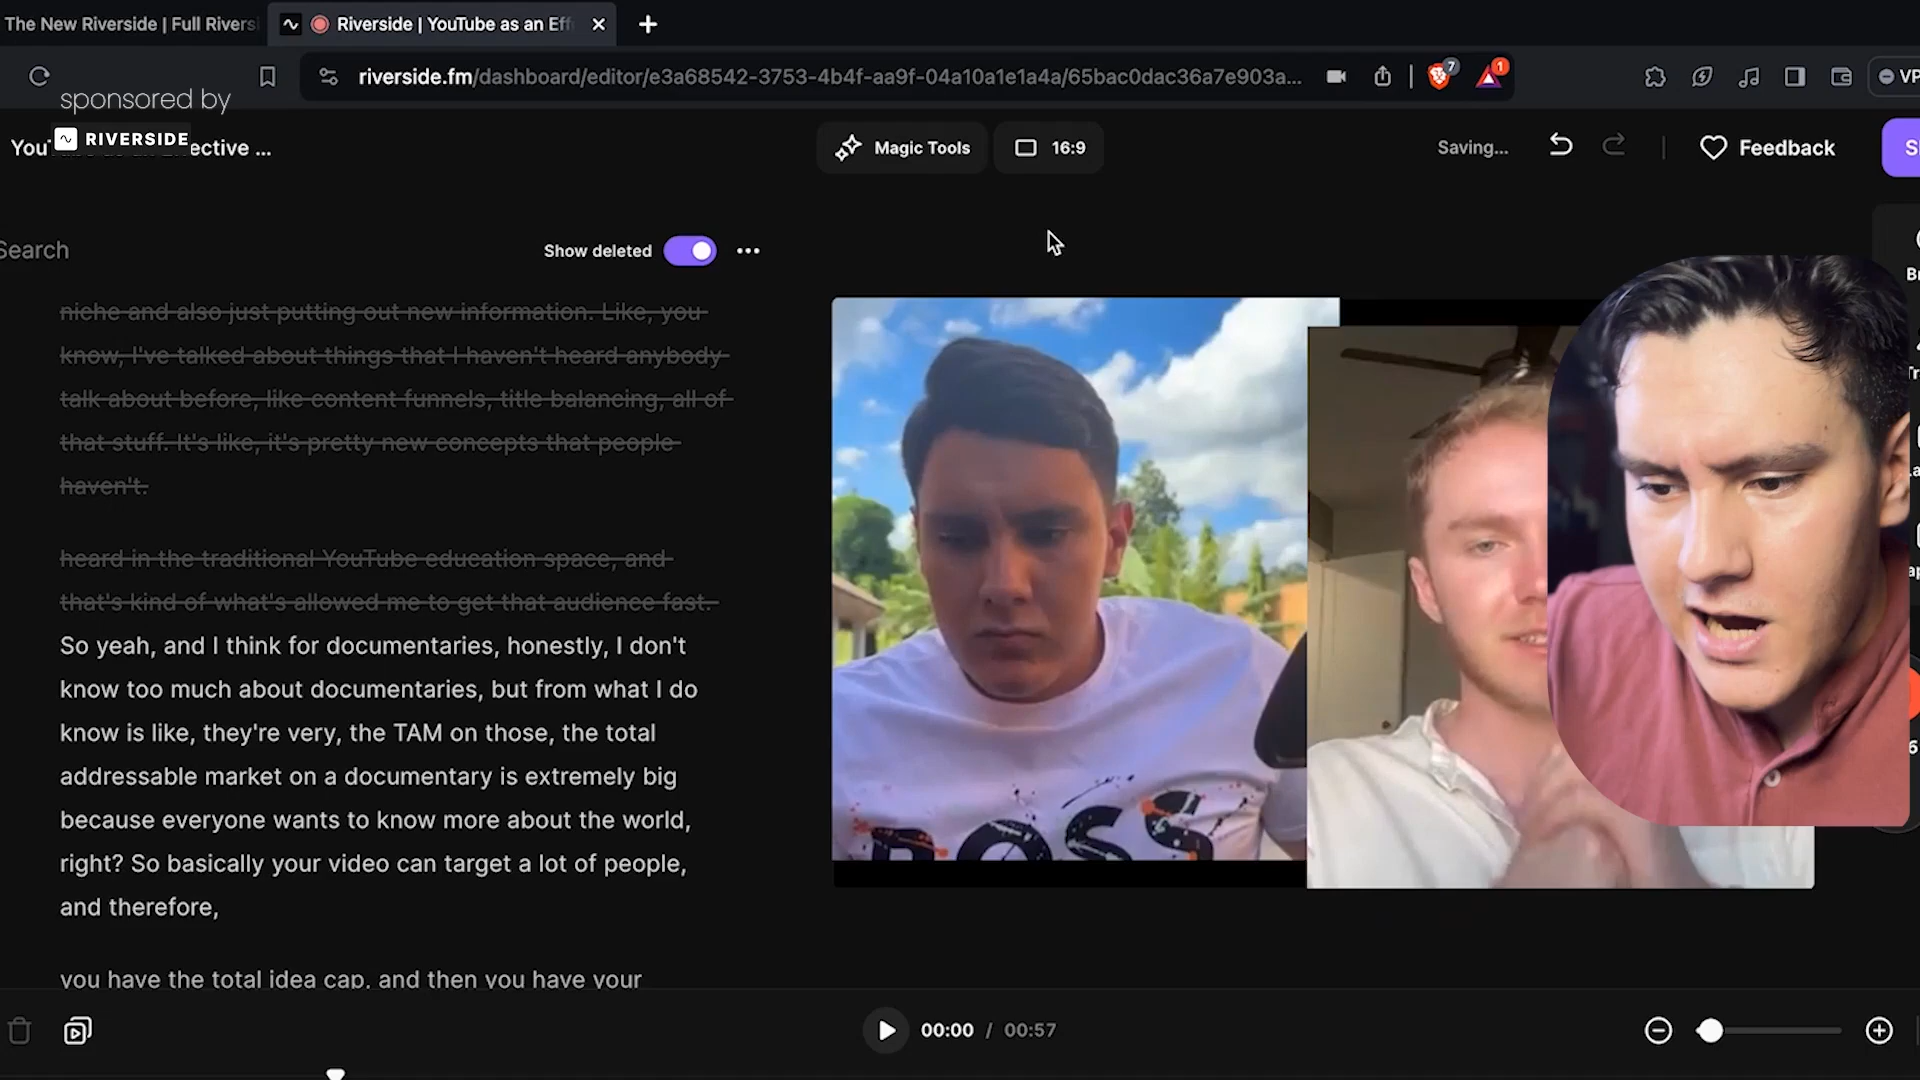 The New Riverside | Full Riversi
Riverside | YouTube as an Eff
riverside.fm/dashboard/editor/e3a68542-3753-4b4f-aa9f-04a10a1e1a4a/65bac0dac36a7e903a...
7
1
VP
sponsored by
RIVERSIDE
ective ...
Magic Tools
16:9
Saving...
Feedback
Search
Show deleted
niche and also just putting out new information. Like, you
know, I've talked about things that I haven't heard anybody
talk about before, like content funnels, title balancing, all of
that stuff. It's like, it's pretty new concepts that people
haven't.
heard in the traditional YouTube education space, and
that's kind of what's allowed me to get that audience fast.
So yeah, and I think for documentaries, honestly, I don't
know too much about documentaries, but from what I do
know is like, they're very, the TAM on those, the total
addressable market on a documentary is extremely big
because everyone wants to know more about the world,
right? So basically your video can target a lot of people,
and therefore,
you have the total idea cap, and then you have your
BOSS
00:00 / 00:57